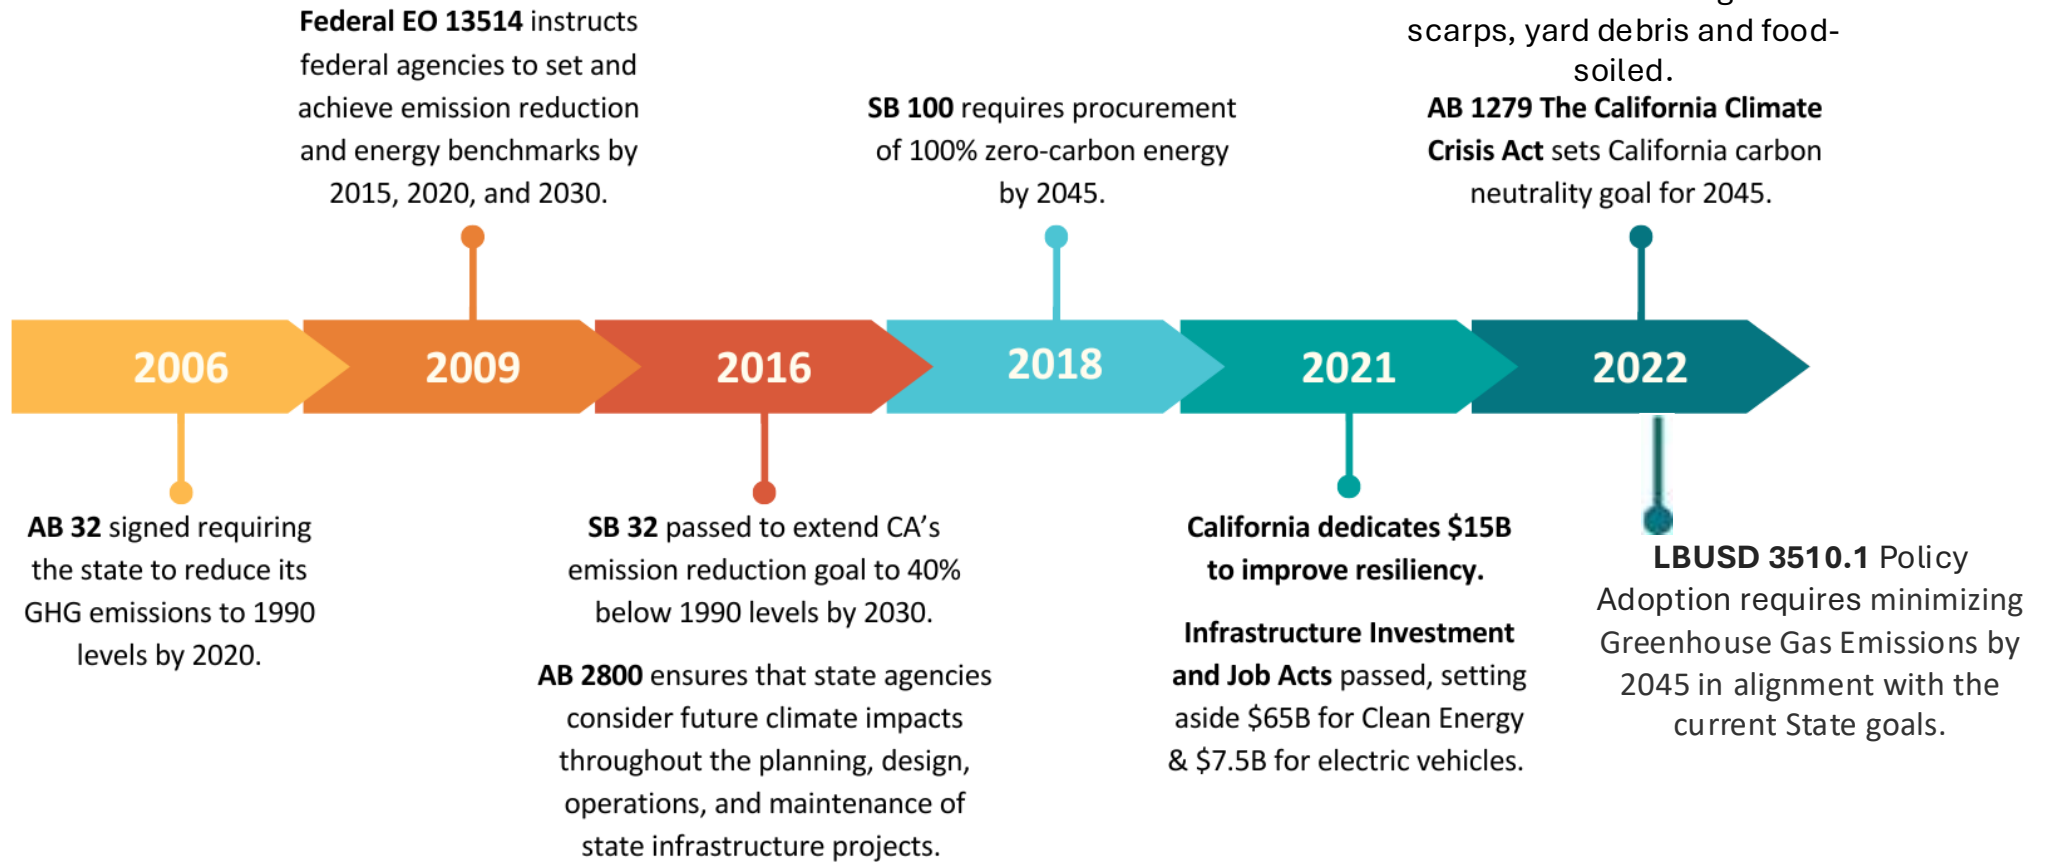 Federal EO 13514 instructs
federal agencies to set and
achieve emission reduction
and energy benchmarks by
2015, 2020, and 2030.
SB 100 requires procurement
of 100% zero-carbon energy
by 2045.
scarps, yard debris and food-
soiled.
AB 1279 The California Climate
Crisis Act sets California carbon
neutrality goal for 2045.
2006
2009
2016
2018
2021
2022
AB 32 signed requiring
the state to reduce its
GHG emissions to 1990
levels by 2020.
SB 32 passed to extend CA’s
emission reduction goal to 40%
below 1990 levels by 2030.
AB 2800 ensures that state agencies
consider future climate impacts
throughout the planning, design,
operations, and maintenance of
state infrastructure projects.
California dedicates $15B
to improve resiliency.
Infrastructure Investment
and Job Acts passed, setting
aside $65B for Clean Energy
& $7.5B for electric vehicles.
LBUSD 3510.1 Policy
Adoption requires minimizing
Greenhouse Gas Emissions by
2045 in alignment with the
current State goals.